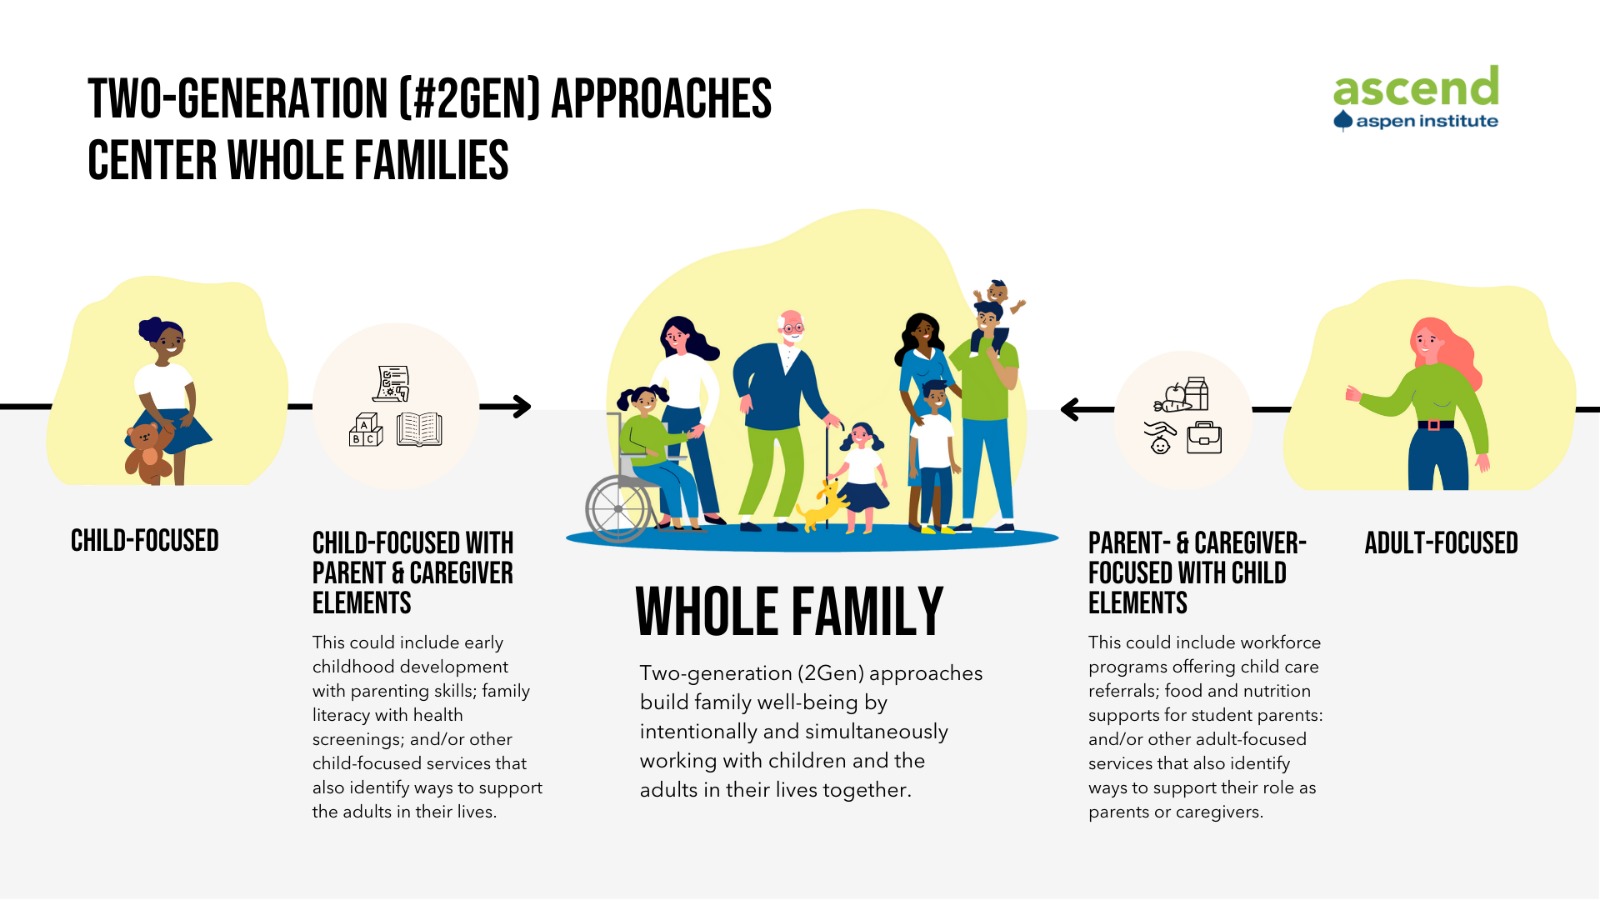 TWO-GENERATION (#2GEN) APPROACHES
CENTER WHOLE FAMILIES
ascend
aspen institute
A
B C
CHILD-FOCUSED
CHILD-FOCUSED WITH
PARENT & CAREGIVER
ELEMENTS
This could include early
childhood development
with parenting skills; family
literacy with health
screenings; and/or other
child-focused services that
also identify ways to support
the adults in their lives.
WHOLE FAMILY
Two-generation (2Gen) approaches
build family well-being by
intentionally and simultaneously
working with children and the
adults in their lives together.
PARENT- & CAREGIVER-
FOCUSED WITH CHILD
ELEMENTS
This could include workforce
programs offering child care
referrals; food and nutrition
supports for student parents:
and/or other adult-focused
services that also identify
ways to support their role as
parents or caregivers.
ADULT-FOCUSED